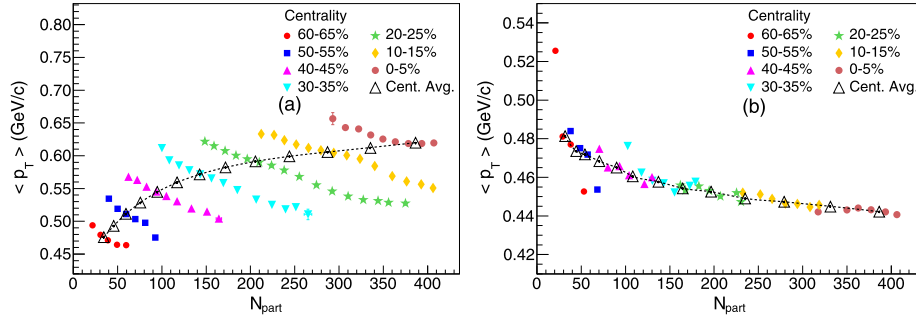 0.80
0.75
0.70
0.65
0.60
0.55
0.50
0.45
< p_T > (GeV/c)
Centrality
60-65% 20-25%
50-55% 10-15%
40-45% 0-5%
30-35% Cent. Avg.
(a)
0 50 100 150 200 250 300 350 400
N_part
0.54
0.52
0.50
0.48
0.46
0.44
0.42
< p_T > (GeV/c)
Centrality
60-65% 20-25%
50-55% 10-15%
40-45% 0-5%
30-35% Cent. Avg.
(b)
0 50 100 150 200 250 300 350 400
N_part